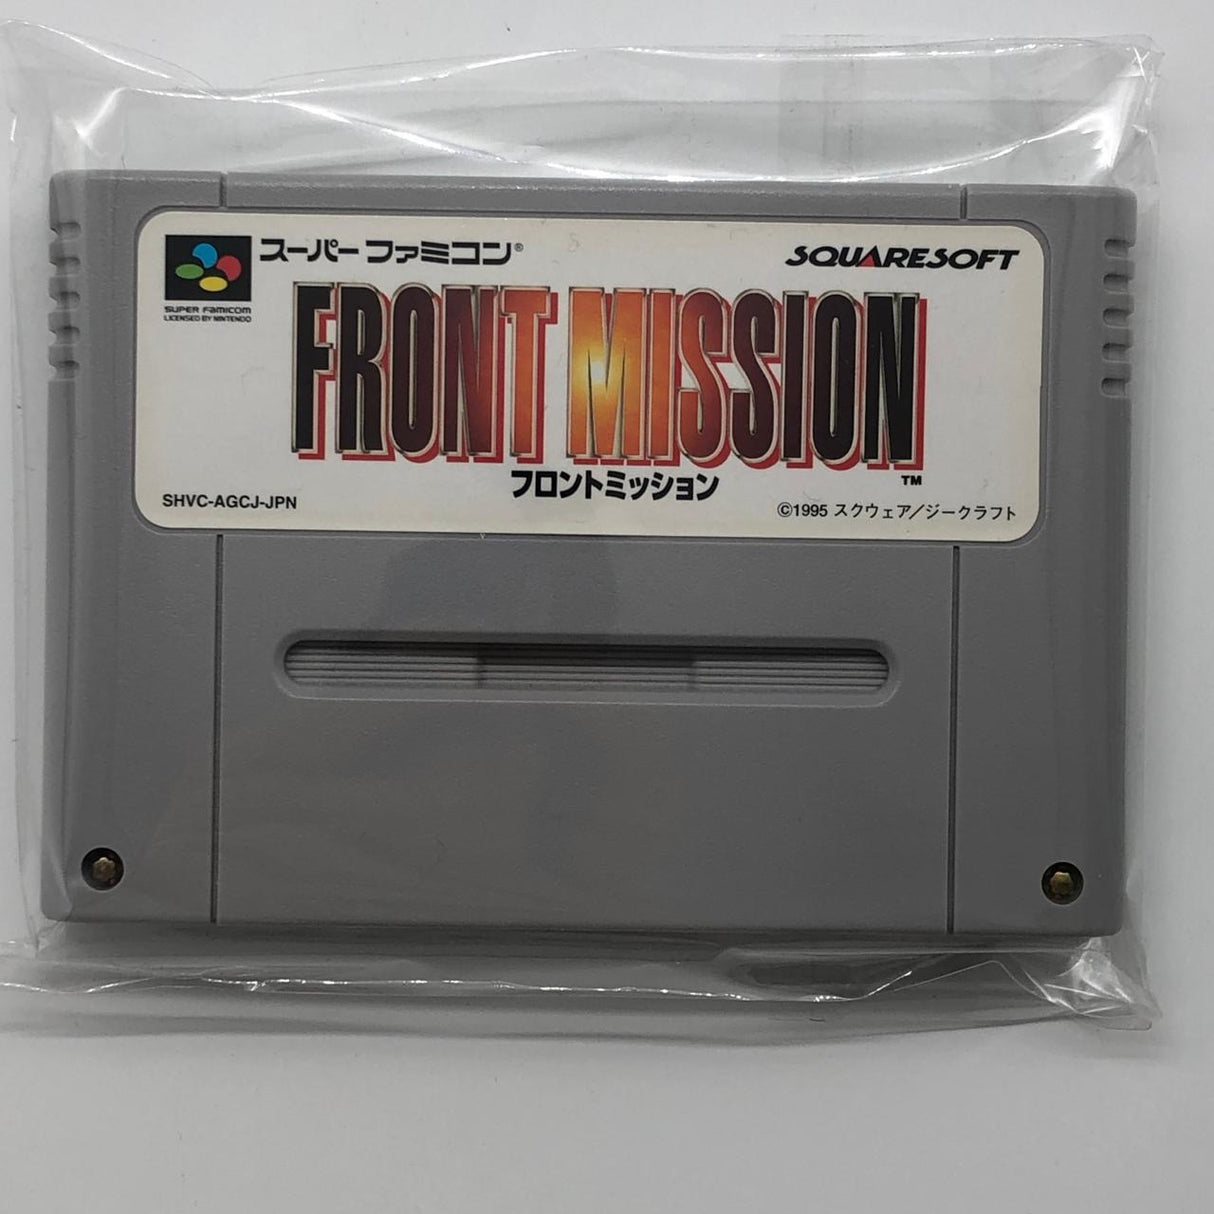 スーパーファミコン®
SQUARESOFT
SUPER FAMICOM
LICENSED BY NINTENDO
FRONT MISSION
TM
フロントミッション
SHVC-AGCJ-JPN
©1995 スクウェア/ジークラフト